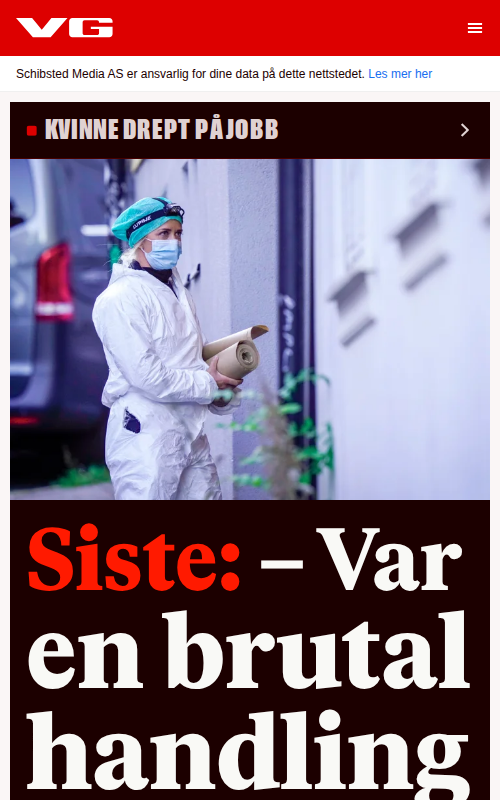 VG
Schibsted Media AS er ansvarlig for dine data på dette nettstedet. Les mer her
KVINNE DREPT PÅ JOBB
Siste: – Var
en brutal
handling